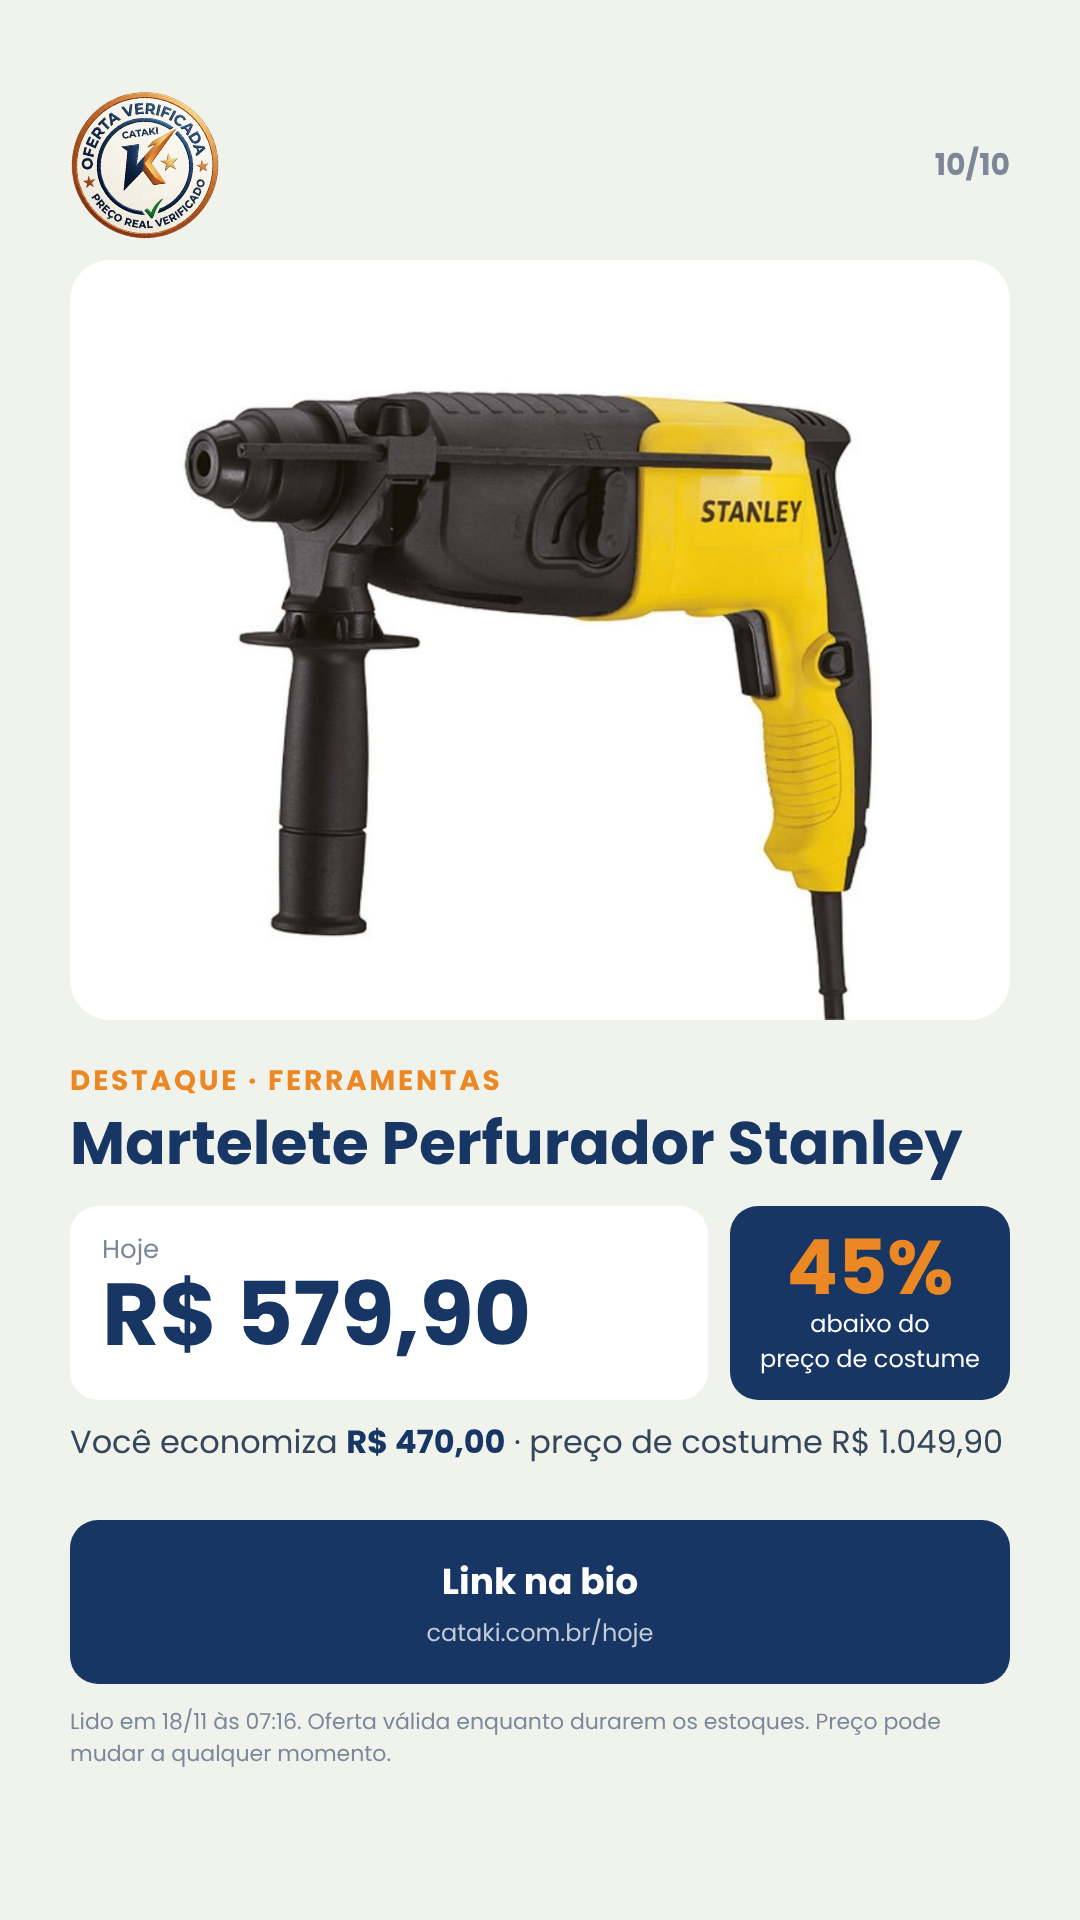 OFERTA VERIFICADA
CATAKI
PREÇO REAL VERIFICADO
10/10
STANLEY
DESTAQUE · FERRAMENTAS
Martelete Perfurador Stanley
Hoje
R$ 579,90
45%
abaixo do
preço de costume
Você economiza R$ 470,00 · preço de costume R$ 1.049,90
Link na bio
cataki.com.br/hoje
Lido em 18/11 às 07:16. Oferta válida enquanto durarem os estoques. Preço pode
mudar a qualquer momento.